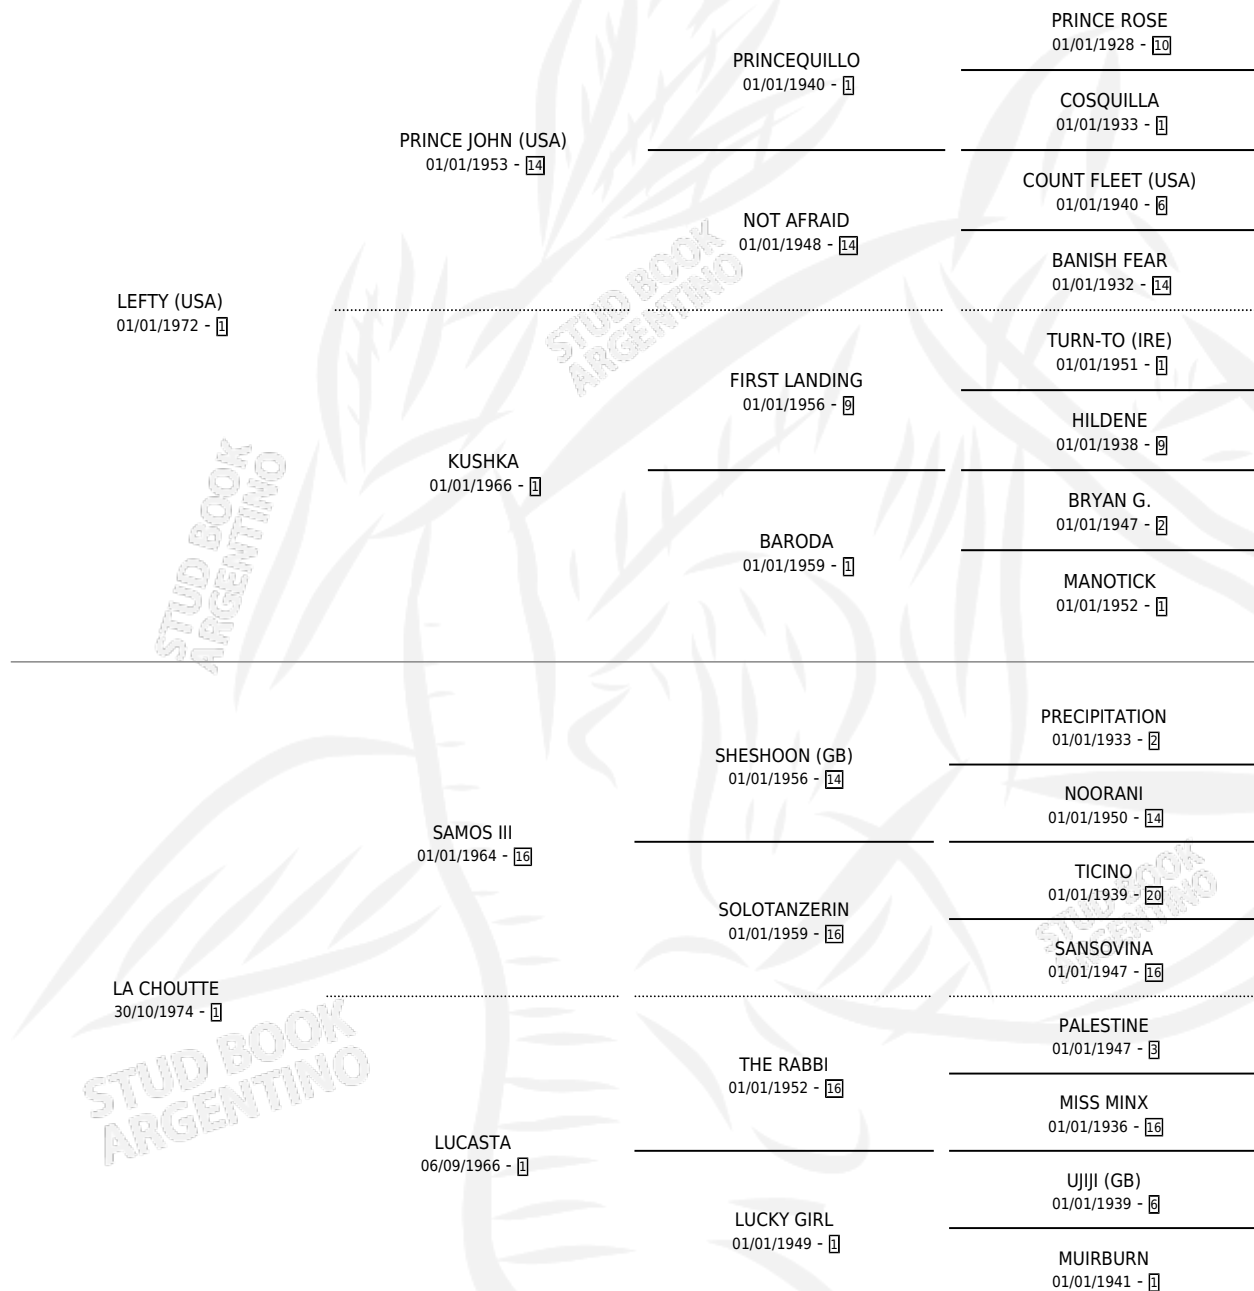 PRINCE ROSE
01/01/1928 - 10
PRINCEQUILLO
01/01/1940 - 1
COSQUILLA
01/01/1933 - 1
PRINCE JOHN (USA)
01/01/1953 - 14
COUNT FLEET (USA)
01/01/1940 - 6
NOT AFRAID
01/01/1948 - 14
BANISH FEAR
01/01/1932 - 14
LEFTY (USA)
01/01/1972 - 1
STUD BOOK
ARGENTINO
TURN-TO (IRE)
01/01/1951 - 1
FIRST LANDING
01/01/1956 - 9
HILDENE
01/01/1938 - 9
KUSHKA
01/01/1966 - 1
BRYAN G.
01/01/1947 - 2
BARODA
01/01/1959 - 1
MANOTICK
01/01/1952 - 1
STUD BOOK
ARGENTINO
PRECIPITATION
01/01/1933 - 2
SHESHOON (GB)
01/01/1956 - 14
NOORANI
01/01/1950 - 14
SAMOS III
01/01/1964 - 16
TICINO
01/01/1939 - 20
SOLOTANZERIN
01/01/1959 - 16
STUD BOOK
ARGENTINO
SANSOVINA
01/01/1947 - 16
LA CHOUTTE
30/10/1974 - 1
PALESTINE
01/01/1947 - 3
STUD BOOK
ARGENTINO
THE RABBI
01/01/1952 - 16
MISS MINX
01/01/1936 - 16
LUCASTA
06/09/1966 - 1
UJIJI (GB)
01/01/1939 - 6
LUCKY GIRL
01/01/1949 - 1
MUIRBURN
01/01/1941 - 1